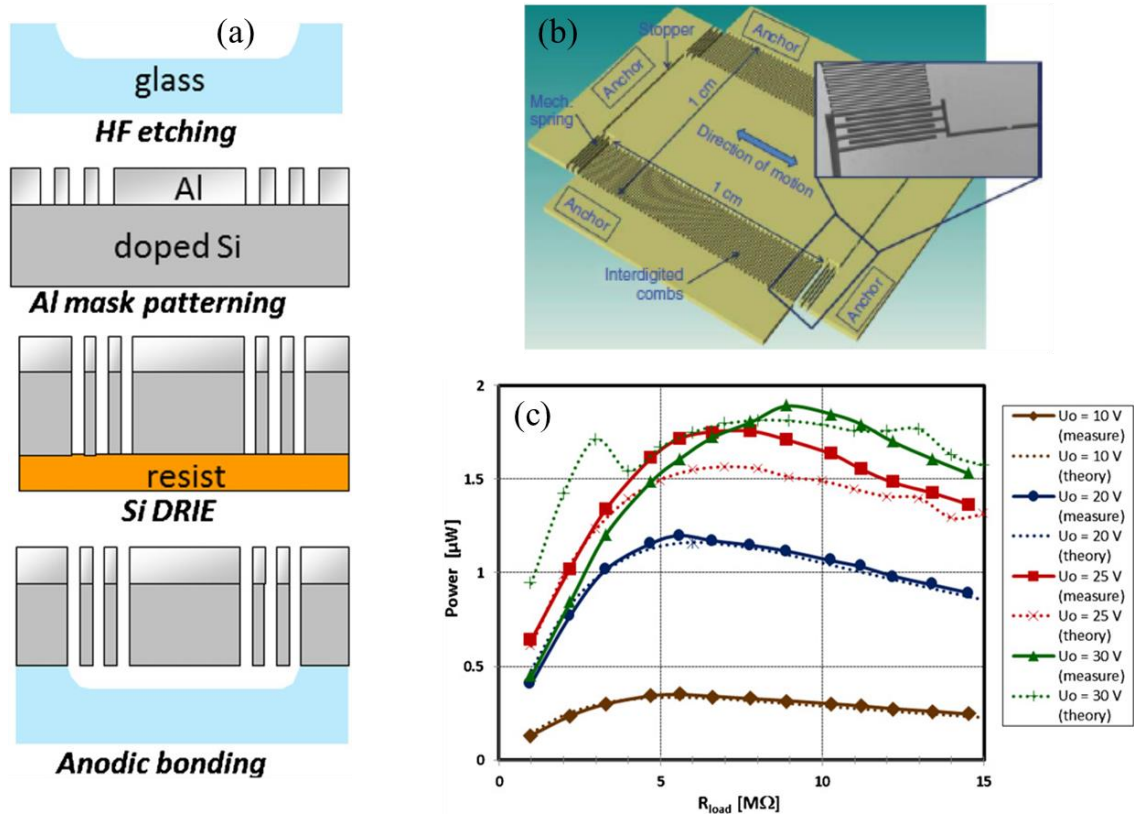 (a)
glass
HF etching
Al
doped Si
Al mask patterning
resist
Si DRIE
Anodic bonding
(b)
Stopper
Anchor
Anchor
Mech.
spring
1 cm
Direction of motion
1 cm
Anchor
Interdigited
combs
Anchor
(c)
Power [µW]
2
1.5
1
0.5
0
0
5
10
15
Rload [MΩ]
Uo = 10 V
(measure)
Uo = 10 V
(theory)
Uo = 20 V
(measure)
Uo = 20 V
(theory)
Uo = 25 V
(measure)
Uo = 25 V
(theory)
Uo = 30 V
(measure)
Uo = 30 V
(theory)